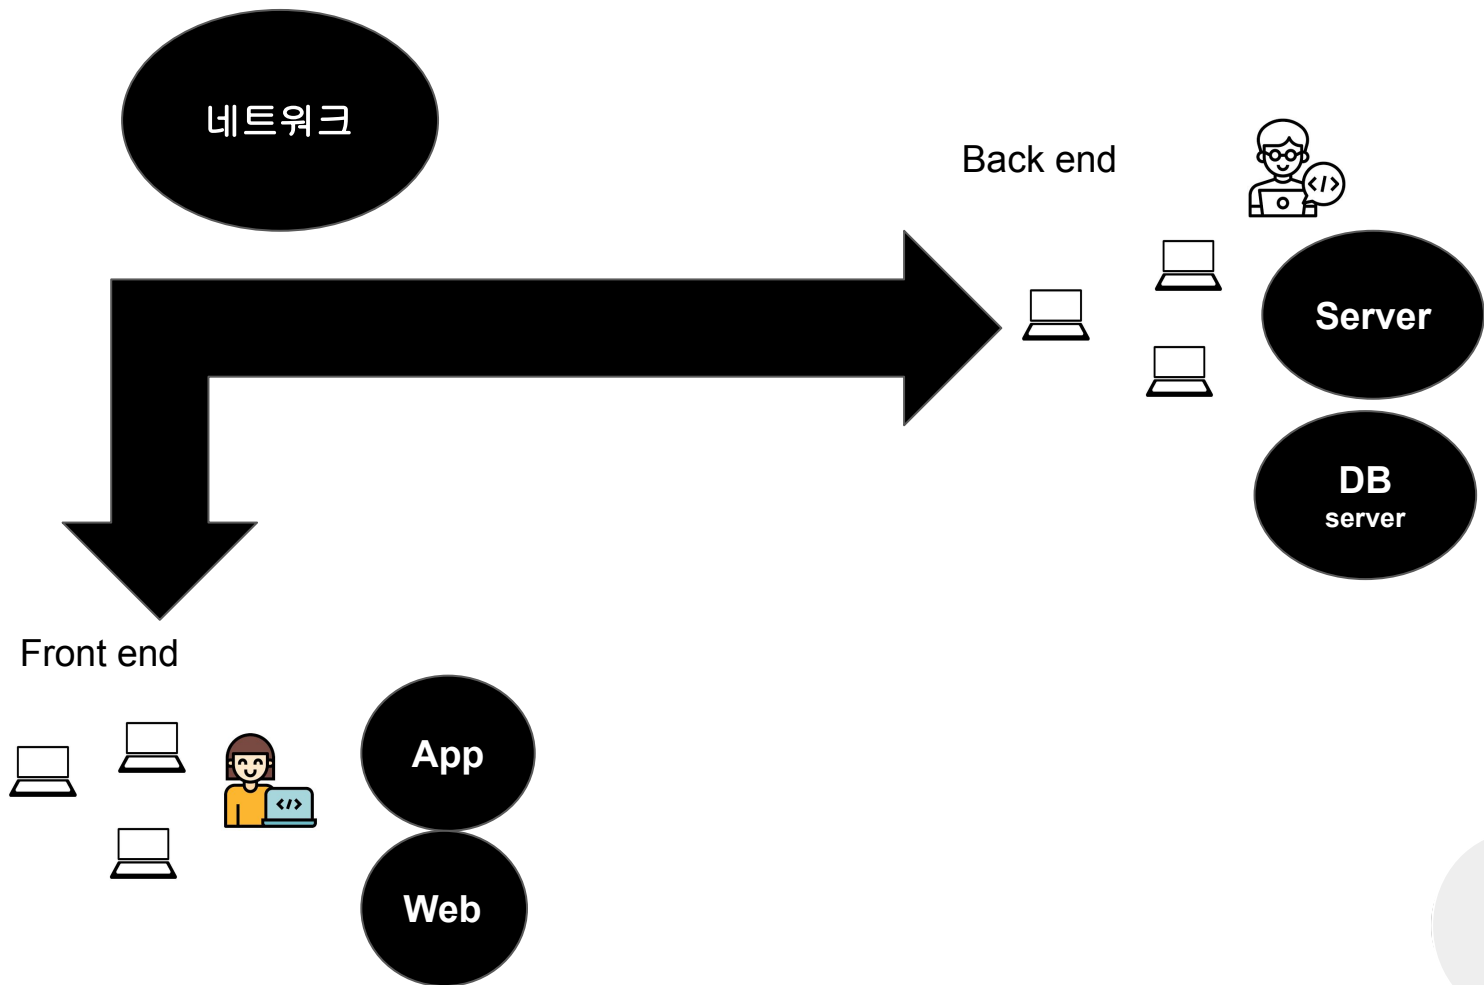 네트워크
Back end
</>
Server
DB
server
Front end
App
</>
Web